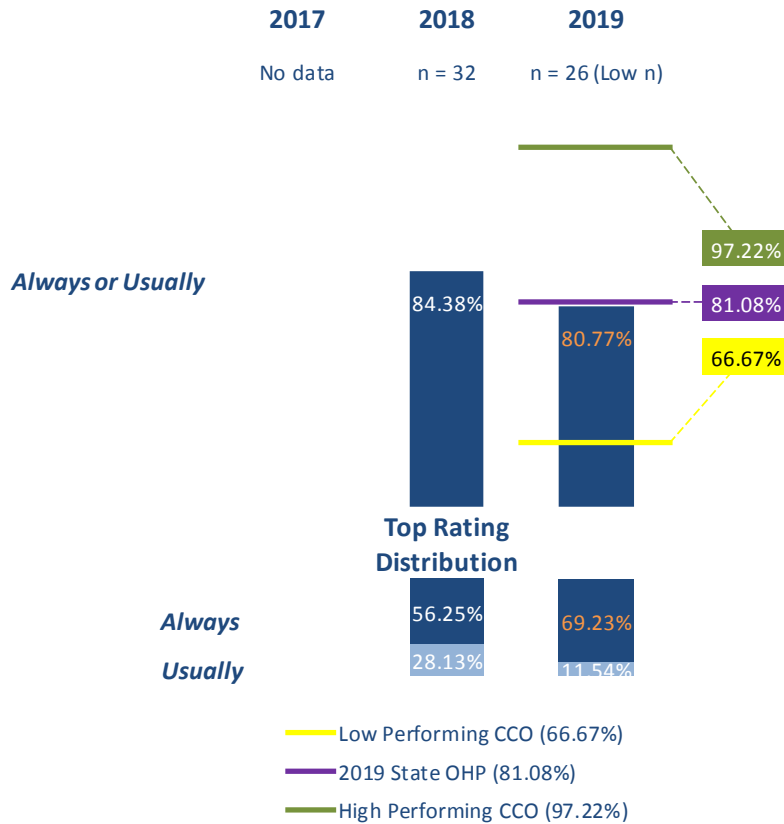 2017 2018 2019
No data n = 32 n = 26 (Low n)
97.22%
Always or Usually
84.38% 81.08%
80.77%
66.67%
Top Rating
Distribution
Always 56.25% 69.23%
Usually 28.13% 11.54%
Low Performing CCO (66.67%)
2019 State OHP (81.08%)
High Performing CCO (97.22%)